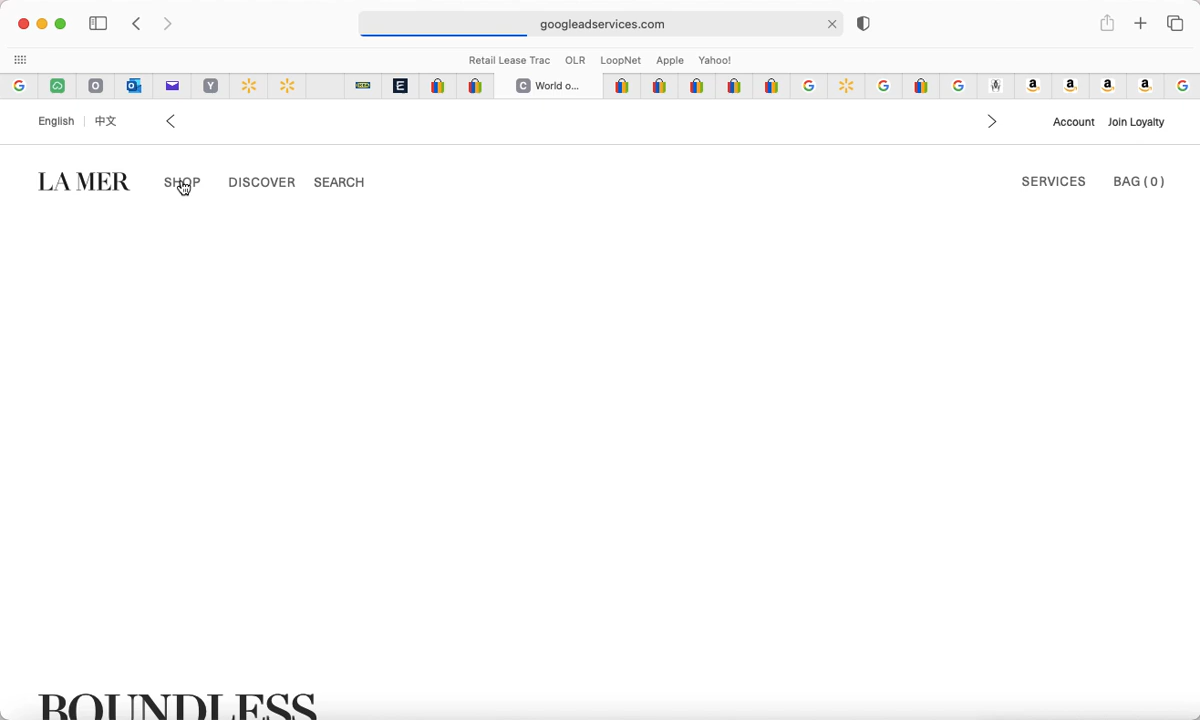 googleadservices.com
Retail Lease Trac OLR LoopNet Apple Yahoo!
O Y E C World o... a a a a
English 中文 Account Join Loyalty
LA MER SHOP DISCOVER SEARCH SERVICES BAG ( 0 )
BOUNDLESS